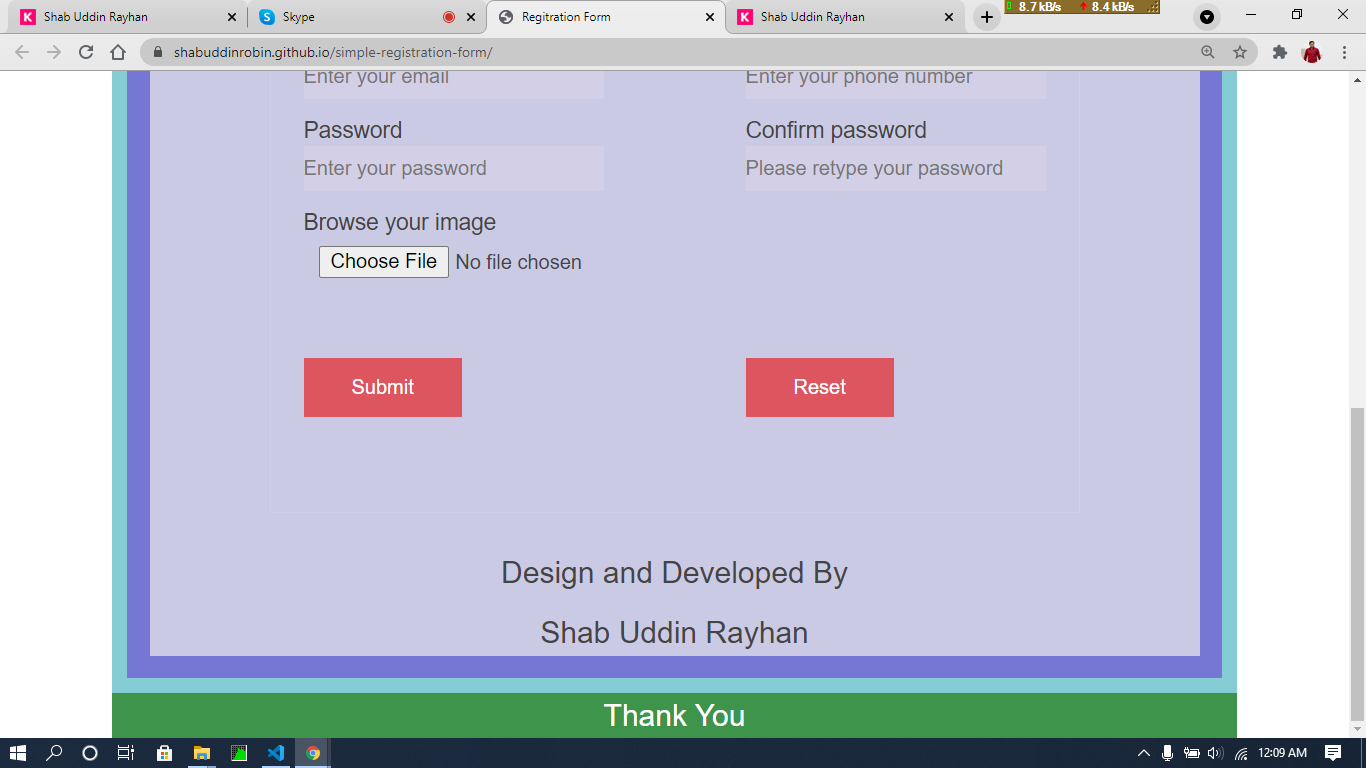 Shab Uddin Rayhan
Skype
Regitration Form
Shab Uddin Rayhan
8.7 kB/s 8.4 kB/s
shabuddinrobin.github.io/simple-registration-form/
Enter your email
Enter your phone number
Password
Confirm password
Enter your password
Please retype your password
Browse your image
Choose File No file chosen
Submit
Reset
Design and Developed By
Shab Uddin Rayhan
Thank You
12:09 AM